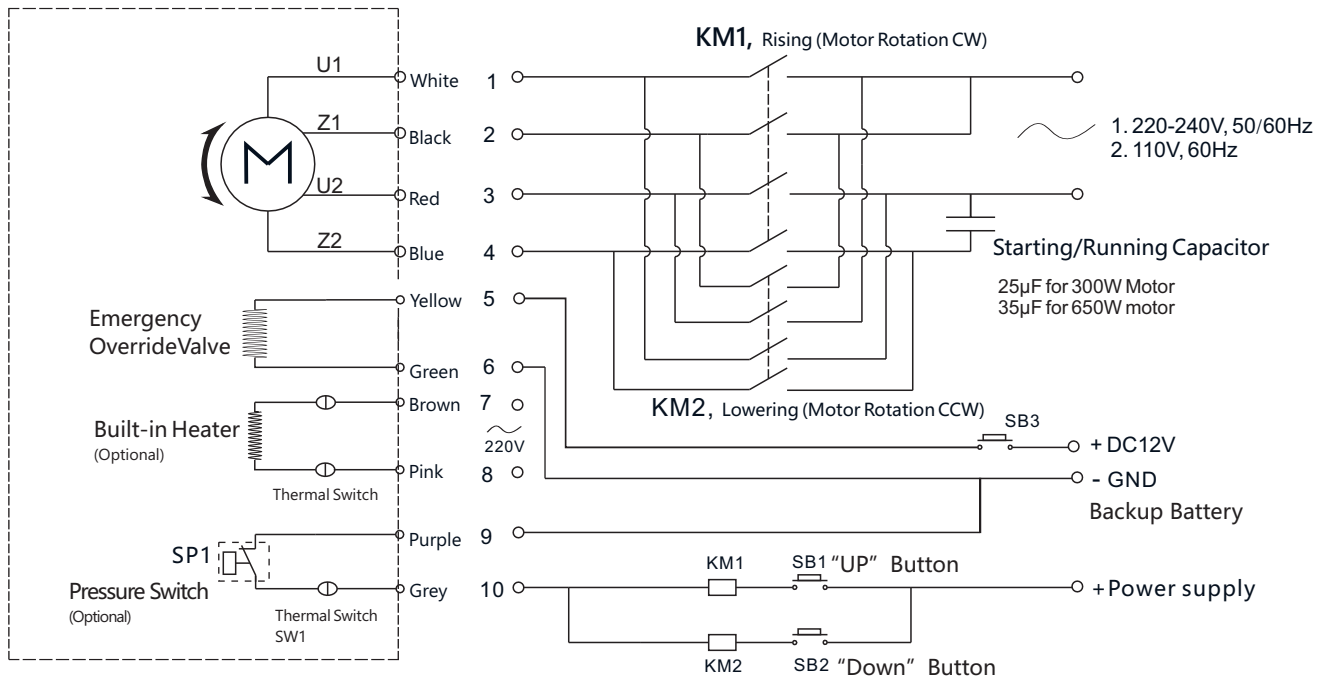 KM1, Rising (Motor Rotation CW)
U1
White 1
Z1
Black 2
1. 220-240V, 50/60Hz
2. 110V, 60Hz
M
U2
Red 3
Z2
Blue 4
Starting/Running Capacitor
25µF for 300W Motor
35µF for 650W motor
Yellow 5
Emergency
OverrideValve
Green 6
Brown 7
KM2, Lowering (Motor Rotation CCW)
SB3
Built-in Heater
(Optional)
220V
+ DC12V
Pink 8
- GND
Thermal Switch
Backup Battery
Purple 9
SP1
KM1 SB1 “UP” Button
Pressure Switch
(Optional)
Grey 10
+Power supply
Thermal Switch
SW1
KM2 SB2 “Down” Button